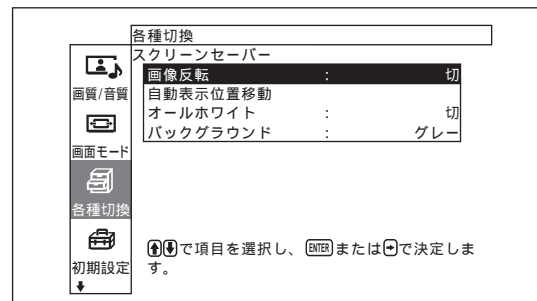 各種切換
スクリーンセーバー
画像反転 : 切
自動表示位置移動
オールホワイト : 切
バックグラウンド : グレー
画質/音質
画面モード
各種切換
初期設定
で項目を選択し、ENTERまたはで決定しま
す。